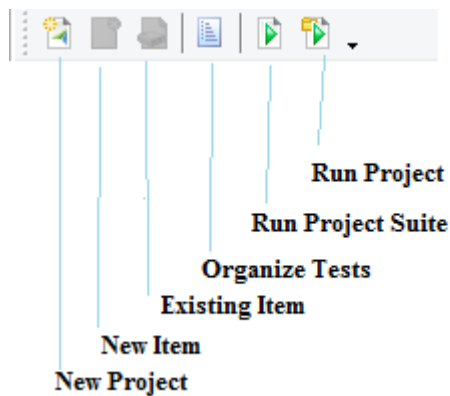 Run Project
Run Project Suite
Organize Tests
Existing Item
New Item
New Project